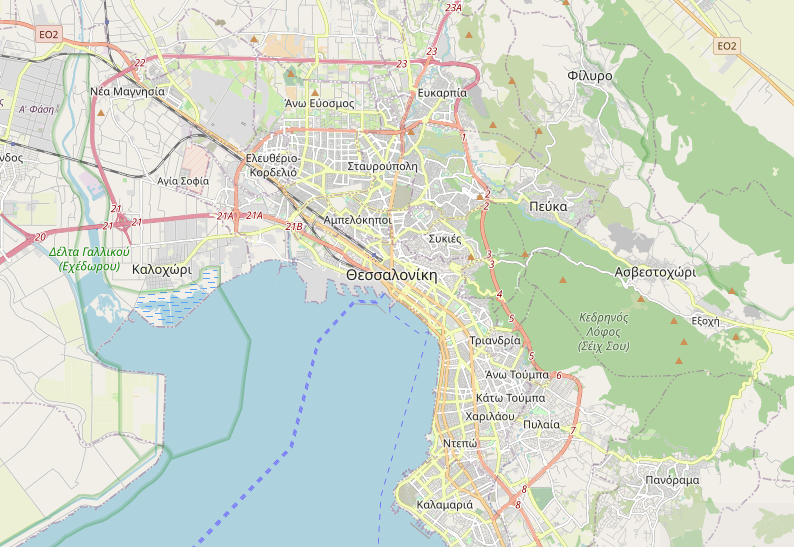 23A
EO2
EO2
22
23
23
Φίλυρο
Νέα Μαγνησία
Ευκαρπία
Άνω Εύοσμος
Α' Φάση
1
Ελευθέριο-
Κορδελιό
Σταυρούπολη
Αγία Σοφία
2
2
Πεύκα
21
21
21
21A
21A
21B
Αμπελόκηποι
20
Συκιές
Δέλτα Γαλλικού
(Εχέδωρου)
3
3
Καλοχώρι
Θεσσαλονίκη
Ασβεστοχώρι
4
Κεδρηνός
Λόφος
(Σέιχ Σου)
Εξοχή
5
5
Τριανδρία
Άνω Τούμπα
6
Κάτω Τούμπα
Χαριλάου
Πυλαία
7
Ντεπώ
Πανόραμα
8
8
Καλαμαριά